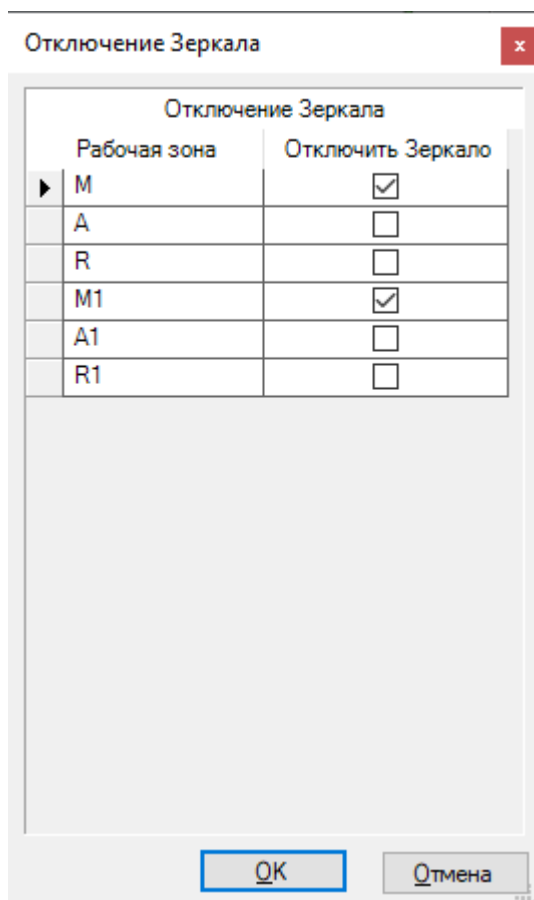 Отключение Зеркала
x
Отключение Зеркала
Рабочая зона Отключить Зеркало
M
A
R
M1
A1
R1
OK Отмена